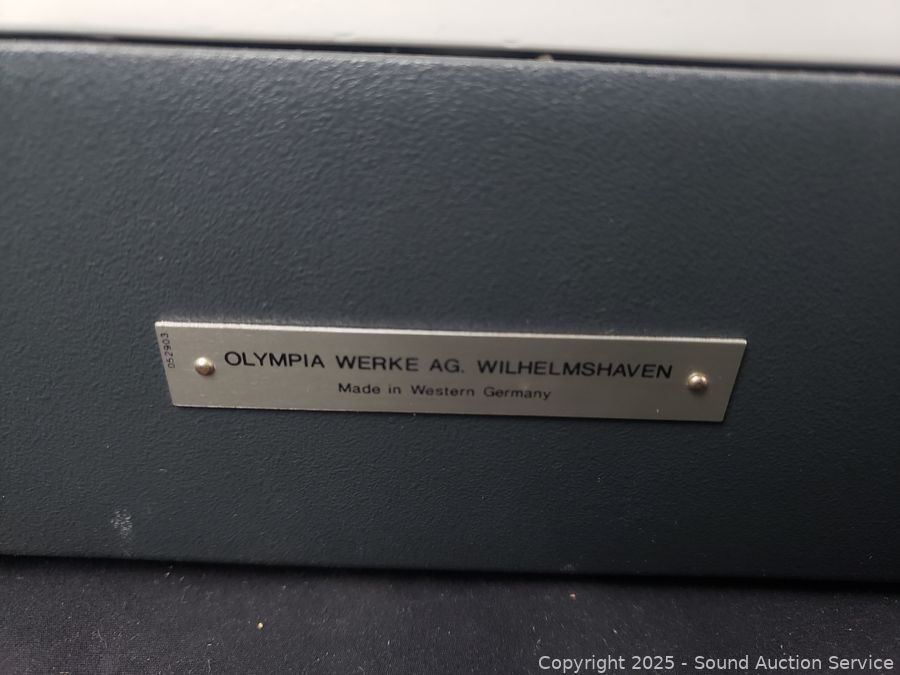 052903
OLYMPIA WERKE AG. WILHELMSHAVEN
Made in Western Germany
Copyright 2025 - Sound Auction Service